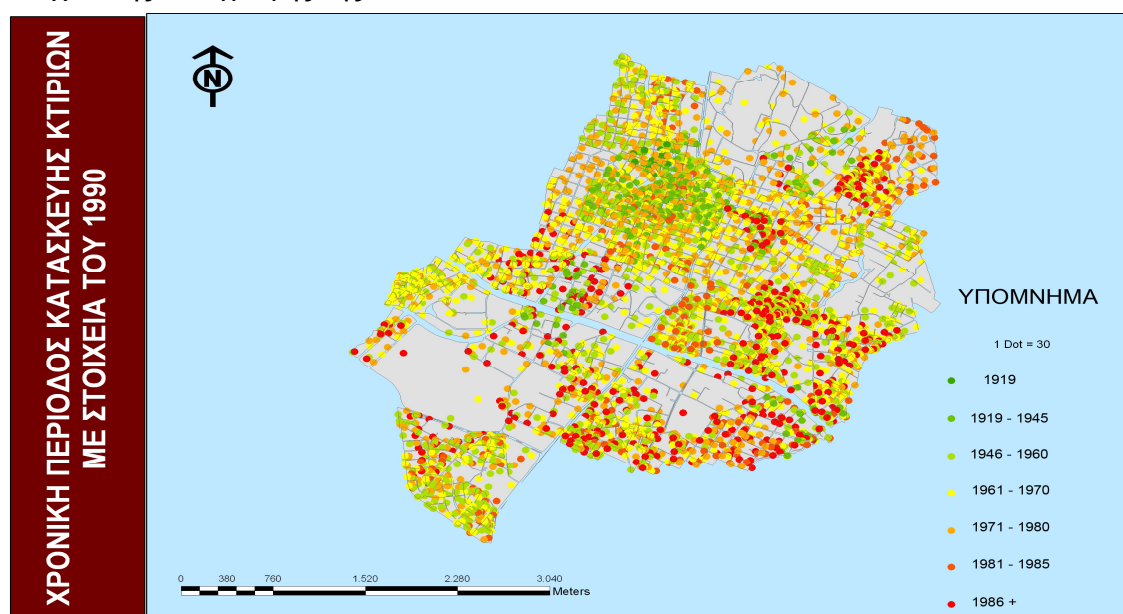 ΧΡΟΝΙΚΗ ΠΕΡΙΟΔΟΣ ΚΑΤΑΣΚΕΥΗΣ ΚΤΙΡΙΩΝ
ΜΕ ΣΤΟΙΧΕΙΑ ΤΟΥ 1990
N
ΥΠΟΜΝΗΜΑ
1 Dot = 30
1919
1919 - 1945
1946 - 1960
1961 - 1970
1971 - 1980
1981 - 1985
1986 +
0 380 760 1.520 2.280 3.040
Meters